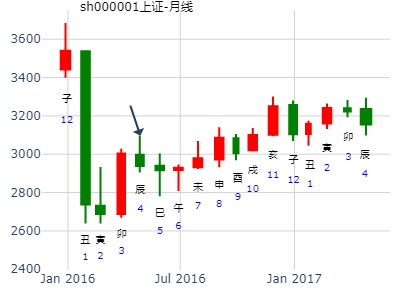 sh000001上证-月线
3600
3400
3200
3000
2800
2600
2400
子
12
丑
1
寅
2
卯
3
辰
4
巳
5
午
6
未
7
申
8
酉
9
戌
10
亥
11
子
12
丑
1
寅
2
卯
3
辰
4
Jan 2016
Jul 2016
Jan 2017